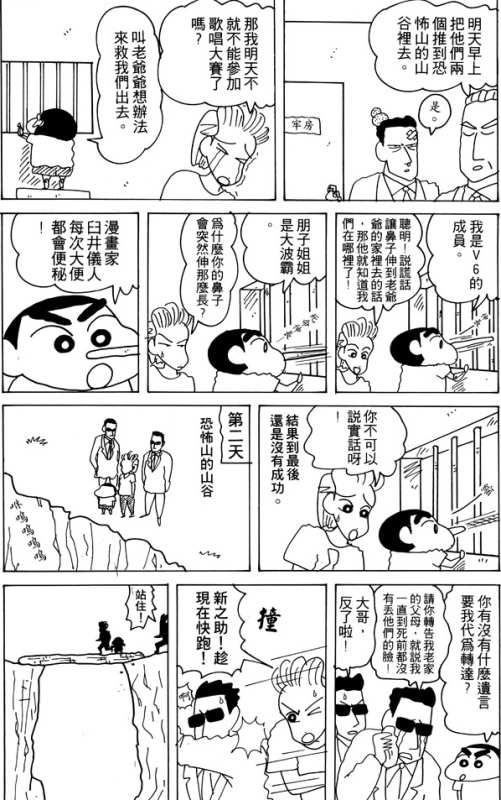 明天早上
把他們兩
個推到恐
怖山的山
谷裡去。
是。
牢房
那我明天不
就不能參加
歌唱大賽了
嗎？
叫老爺爺想辦法
來救我們出去。
我是V6的
成員。
聰明！說謊話
讓鼻子伸到老爺
爺的家裡去的話
，那他就知道我
們在哪裡了！
朋子姐姐
是大波霸
。
爲什麼你的鼻子
會突然伸那麼長？
漫畫家
臼井儀人
每次大便
都會便秘
！
你不可以
說實話呀
！
結果到最後
還是沒有成功。
第二天
恐怖山的山谷
咻嗚嗚嗚
你有沒有什麼遺言
要我代爲轉達？
請你轉告我老家
的父母，就說我
一直到死前都沒
有丟他們的臉！
大哥，
反了啦！
撞
新之助！趁
現在快跑！
啊
站住！